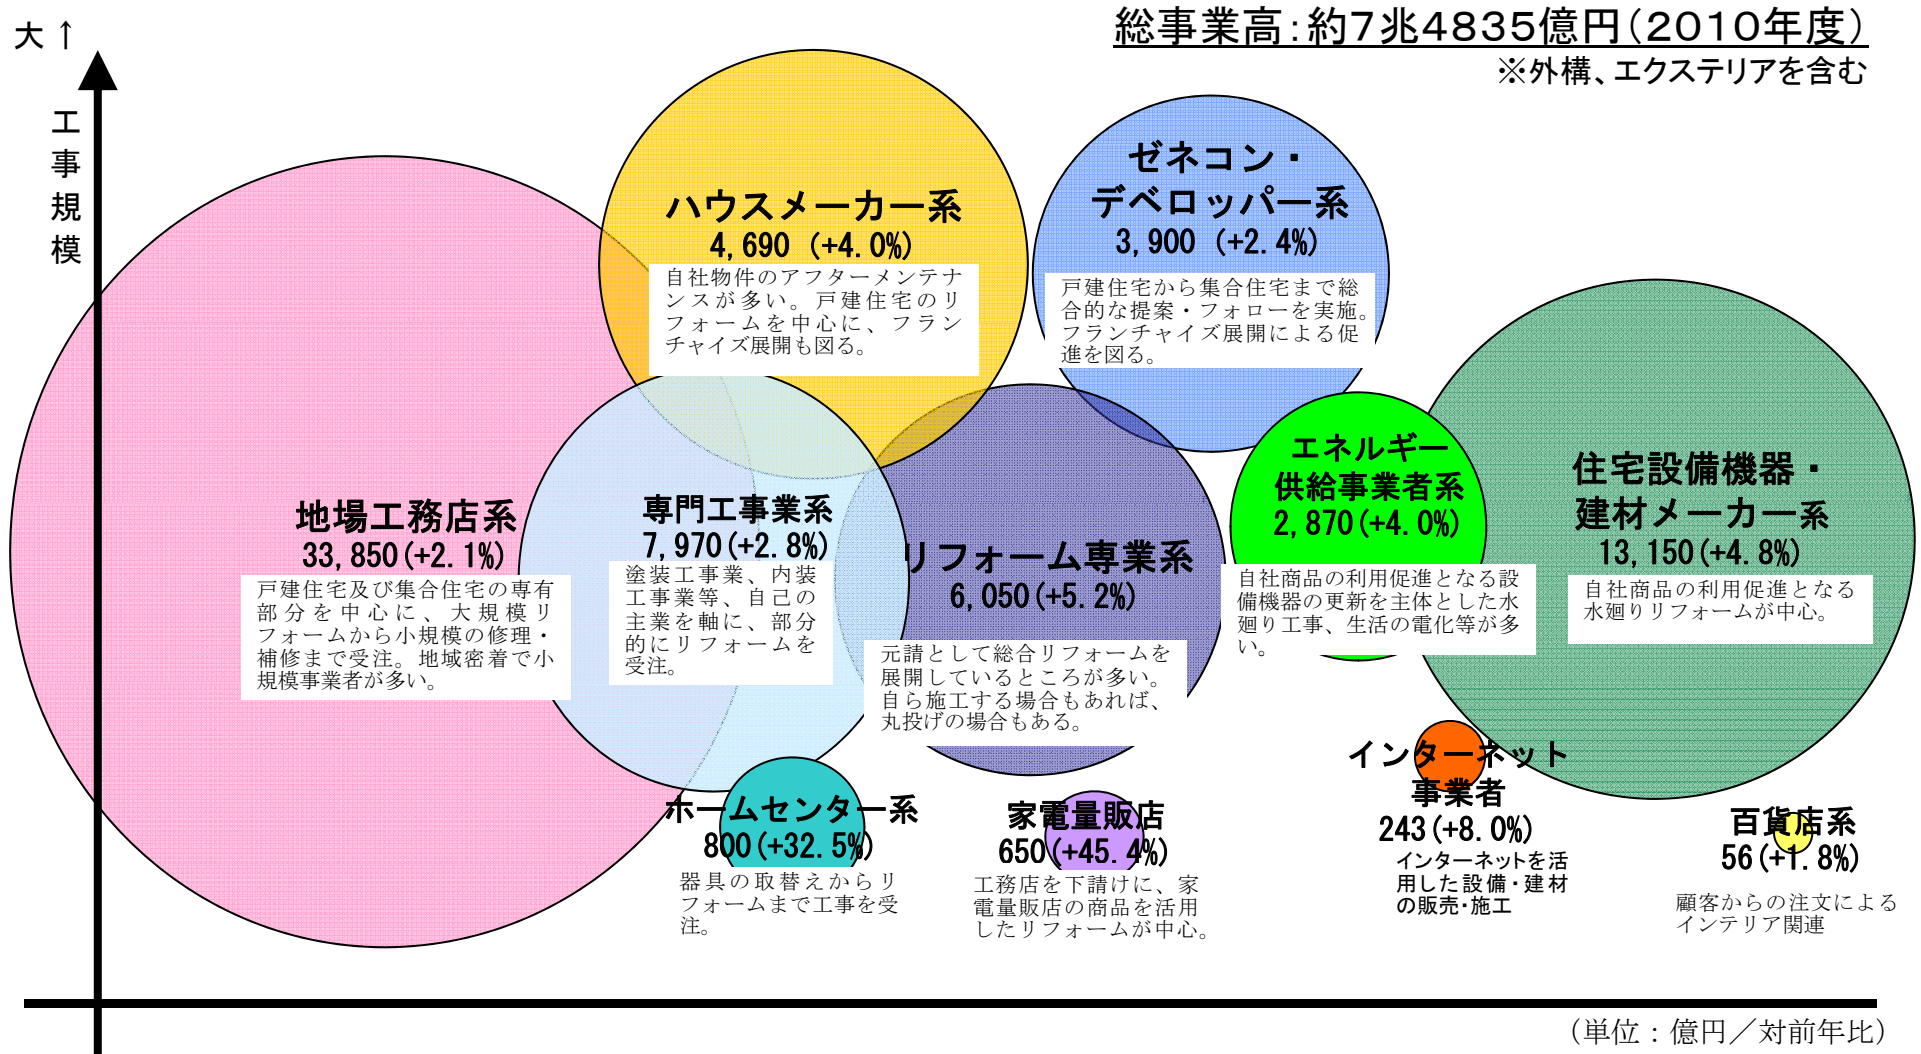 総事業高：約7兆4835億円（2010年度）
※外構、エクステリアを含む
大 ↑
工事規模
ハウスメーカー系
4,690 (+4.0%)
自社物件のアフターメンテナ
ンスが多い。戸建住宅のリ
フォームを中心に、フラン
チャイズ展開も図る。
ゼネコン・
デベロッパー系
3,900 (+2.4%)
戸建住宅から集合住宅まで総
合的な提案・フォローを実施。
フランチャイズ展開による促
進を図る。
地場工務店系
33,850(+2.1%)
戸建住宅及び集合住宅の専有
部分を中心に、大規模リ
フォームから小規模の修理・
補修まで受注。地域密着で小
規模事業者が多い。
専門工事業系
7,970(+2.8%)
塗装工事業、内装
工事業等、自己の
主業を軸に、部分
的にリフォームを
受注。
リフォーム専業系
6,050(+5.2%)
元請として総合リフォームを
展開しているところが多い。
自ら施工する場合もあれば、
丸投げの場合もある。
エネルギー
供給事業者系
2,870(+4.0%)
自社商品の利用促進となる設
備機器の更新を主体とした水
廻り工事、生活の電化等が多
い。
住宅設備機器・
建材メーカー系
13,150(+4.8%)
自社商品の利用促進となる
水廻りリフォームが中心。
ホームセンター系
800(+32.5%)
器具の取替えからリ
フォームまで工事を受
注。
家電量販店
650(+45.4%)
工務店を下請けに、家
電量販店の商品を活用
したリフォームが中心。
インターネット
事業者
243(+8.0%)
インターネットを活
用した設備・建材
の販売・施工
百貨店系
56(+1.8%)
顧客からの注文による
インテリア関連
（単位：億円／対前年比）